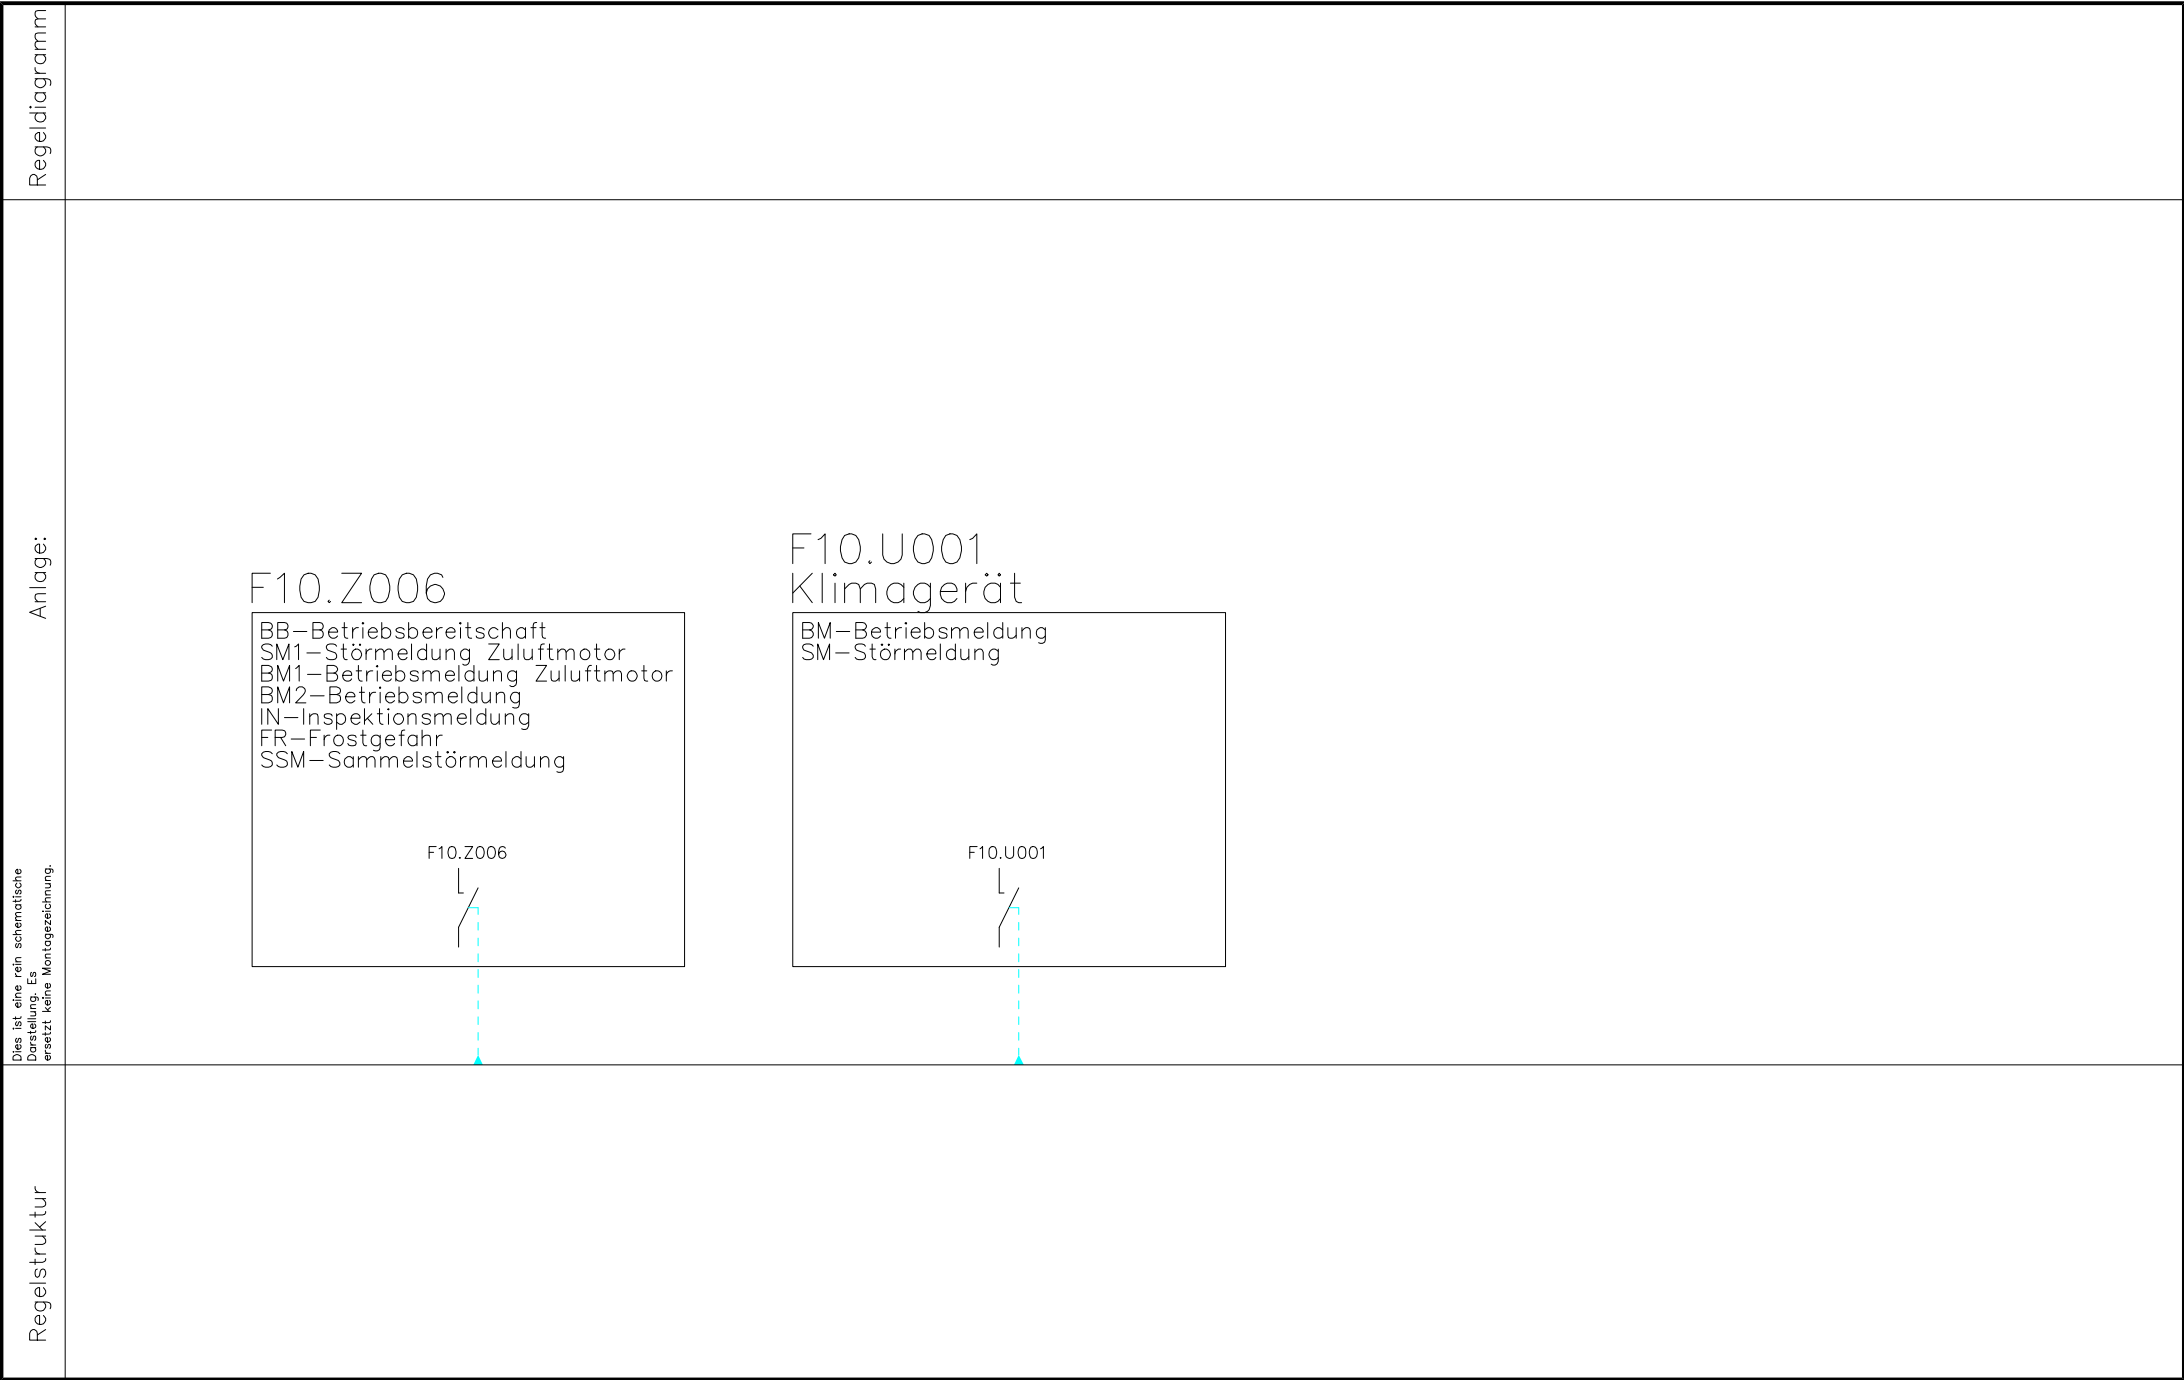 Regeldiagramm
Anlage:
Dies ist eine rein schematische
Darstellung. Es
ersetzt keine Montagezeichnung.
Regelstruktur
F10.Z006
BB-Betriebsbereitschaft
SM1-Störmeldung Zuluftmotor
BM1-Betriebsmeldung Zuluftmotor
BM2-Betriebsmeldung
IN-Inspektionsmeldung
FR-Frostgefahr
SSM-Sammelstörmeldung
F10.Z006
F10.U001
Klimagerät
BM-Betriebsmeldung
SM-Störmeldung
F10.U001